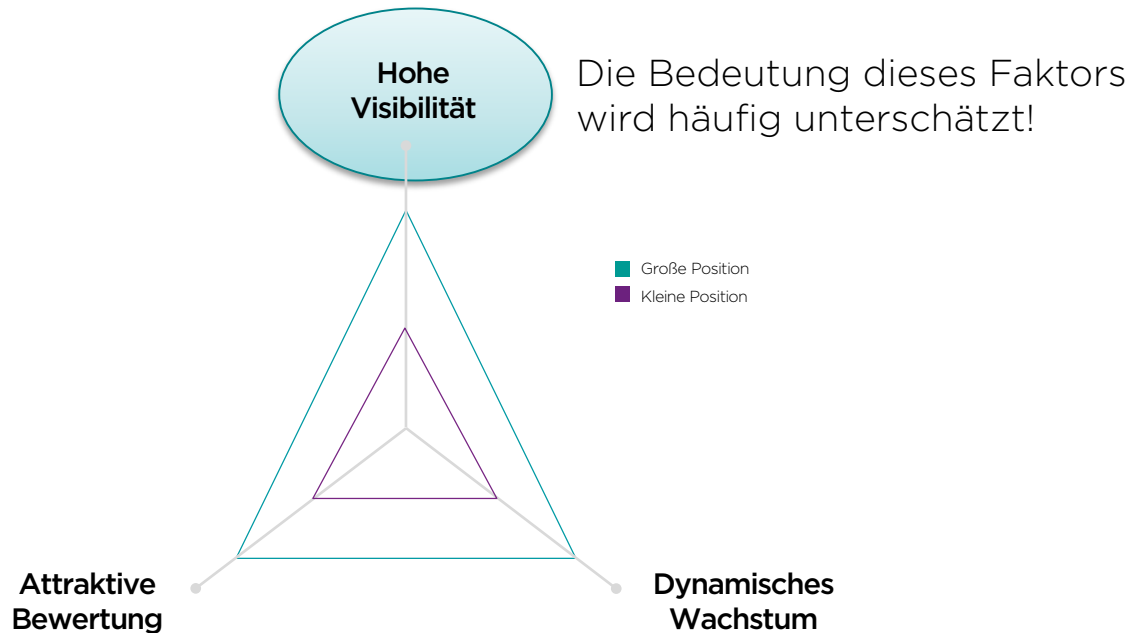 Hohe
Visibilität
Die Bedeutung dieses Faktors
wird häufig unterschätzt!
Große Position
Kleine Position
Attraktive
Bewertung
Dynamisches
Wachstum